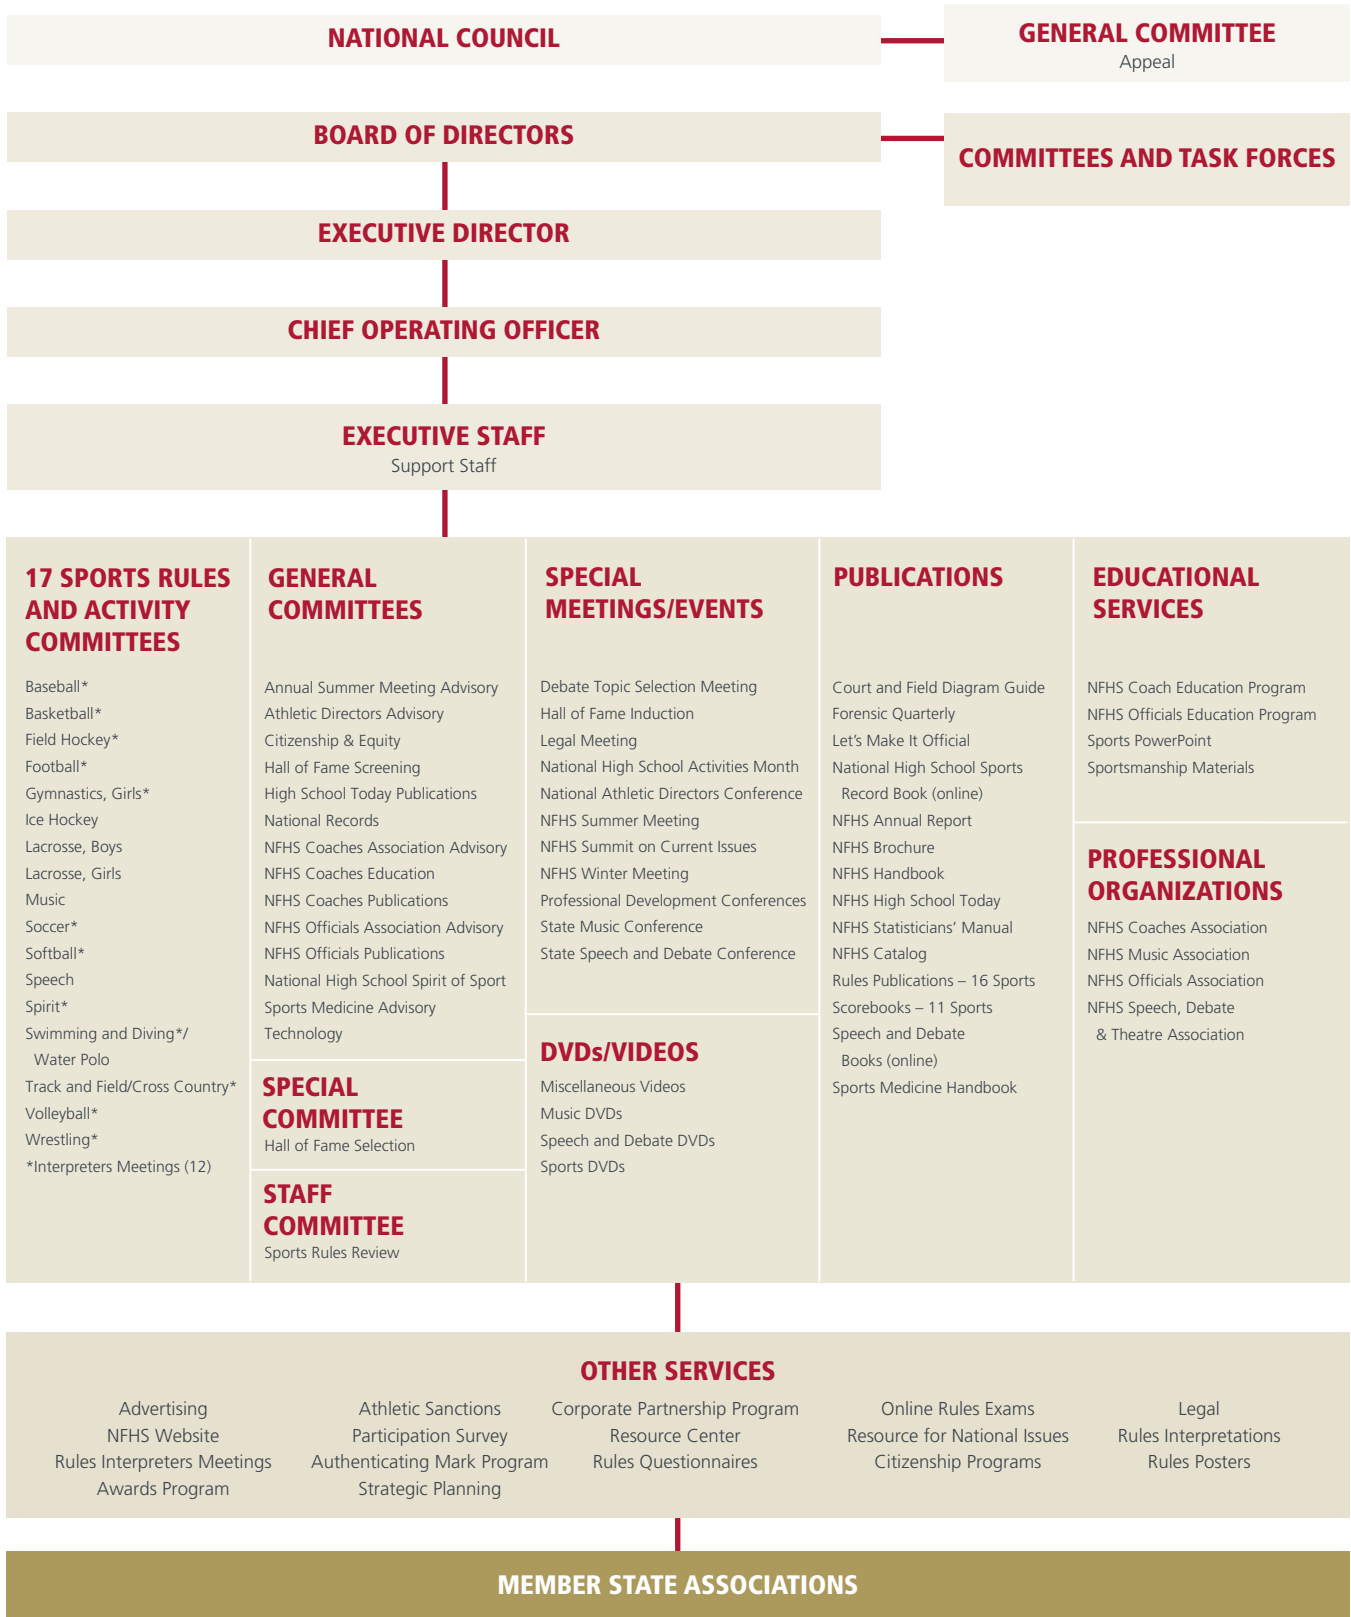 NATIONAL COUNCIL
GENERAL COMMITTEE
Appeal
BOARD OF DIRECTORS
COMMITTEES AND TASK FORCES
EXECUTIVE DIRECTOR
CHIEF OPERATING OFFICER
EXECUTIVE STAFF
Support Staff
17 SPORTS RULES
AND ACTIVITY
COMMITTEES
Baseball*
Basketball*
Field Hockey*
Football*
Gymnastics, Girls*
Ice Hockey
Lacrosse, Boys
Lacrosse, Girls
Music
Soccer*
Softball*
Speech
Spirit*
Swimming and Diving*/
Water Polo
Track and Field/Cross Country*
Volleyball*
Wrestling*
*Interpreters Meetings (12)
GENERAL
COMMITTEES
Annual Summer Meeting Advisory
Athletic Directors Advisory
Citizenship & Equity
Hall of Fame Screening
High School Today Publications
National Records
NFHS Coaches Association Advisory
NFHS Coaches Education
NFHS Coaches Publications
NFHS Officials Association Advisory
NFHS Officials Publications
National High School Spirit of Sport
Sports Medicine Advisory
Technology
SPECIAL
COMMITTEE
Hall of Fame Selection
STAFF
COMMITTEE
Sports Rules Review
SPECIAL
MEETINGS/EVENTS
Debate Topic Selection Meeting
Hall of Fame Induction
Legal Meeting
National High School Activities Month
National Athletic Directors Conference
NFHS Summer Meeting
NFHS Summit on Current Issues
NFHS Winter Meeting
Professional Development Conferences
State Music Conference
State Speech and Debate Conference
DVDs/VIDEOS
Miscellaneous Videos
Music DVDs
Speech and Debate DVDs
Sports DVDs
PUBLICATIONS
Court and Field Diagram Guide
Forensic Quarterly
Let’s Make It Official
National High School Sports
Record Book (online)
NFHS Annual Report
NFHS Brochure
NFHS Handbook
NFHS High School Today
NFHS Statisticians’ Manual
NFHS Catalog
Rules Publications – 16 Sports
Scorebooks – 11 Sports
Speech and Debate
Books (online)
Sports Medicine Handbook
EDUCATIONAL
SERVICES
NFHS Coach Education Program
NFHS Officials Education Program
Sports PowerPoint
Sportsmanship Materials
PROFESSIONAL
ORGANIZATIONS
NFHS Coaches Association
NFHS Music Association
NFHS Officials Association
NFHS Speech, Debate
& Theatre Association
OTHER SERVICES
Advertising
NFHS Website
Rules Interpreters Meetings
Awards Program
Athletic Sanctions
Participation Survey
Authenticating Mark Program
Strategic Planning
Corporate Partnership Program
Resource Center
Rules Questionnaires
Online Rules Exams
Resource for National Issues
Citizenship Programs
Legal
Rules Interpretations
Rules Posters
MEMBER STATE ASSOCIATIONS